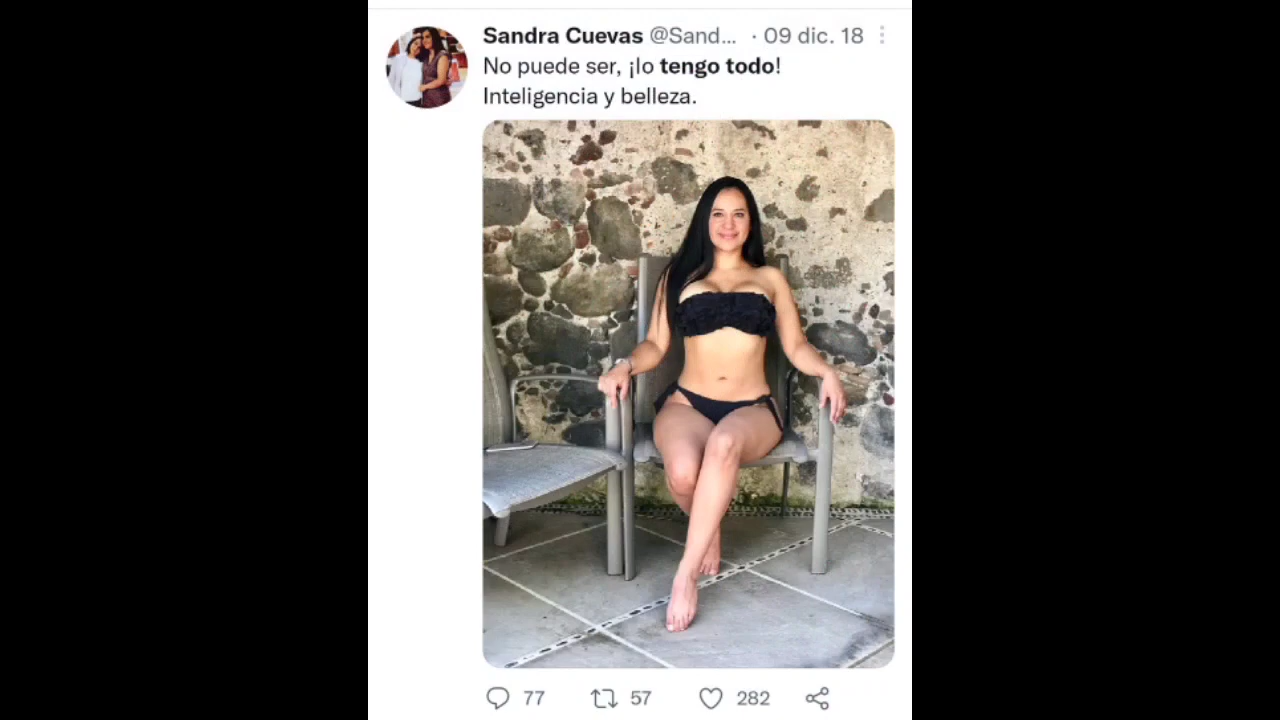 Sandra Cuevas @Sand... · 09 dic. 18
No puede ser, ¡lo tengo todo!
Inteligencia y belleza.
77 57 282